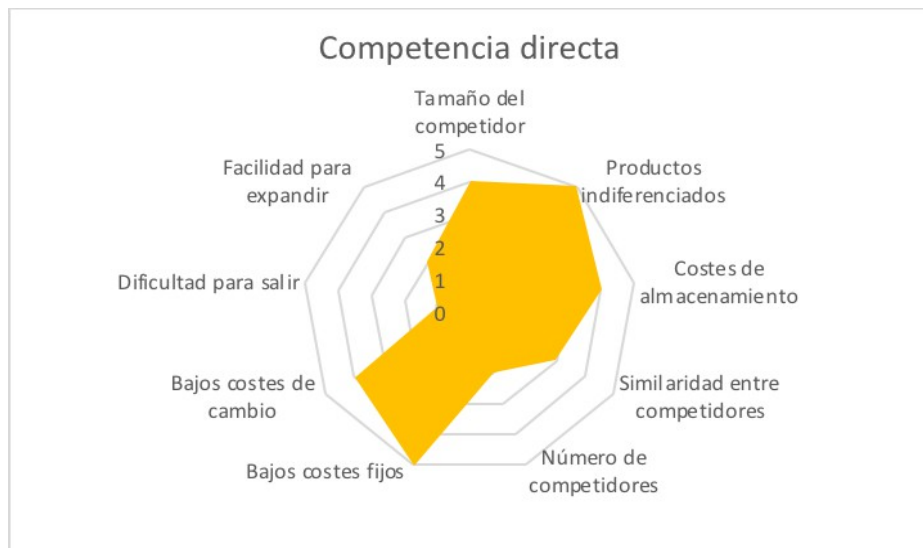 Competencia directa
Tamaño del
competidor
Productos
indiferenciados
Costes de
almacenamiento
Similaridad entre
competidores
Número de
competidores
Bajos costes fijos
Bajos costes de
cambio
Dificultad para salir
Facilidad para
expandir
5
4
3
2
1
0